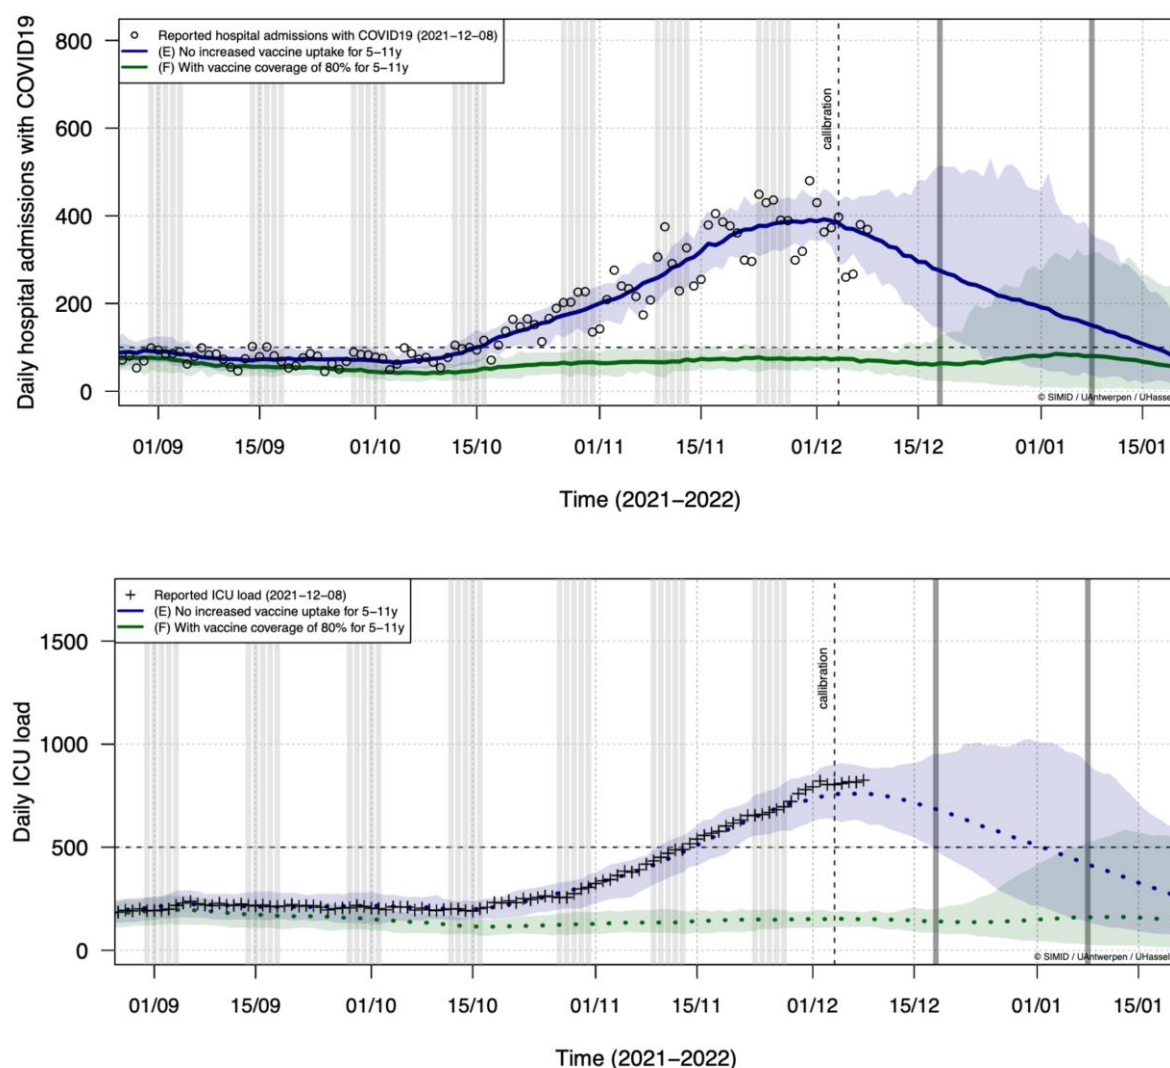 Daily hospital admissions with COVID19
800
600
400
200
0
Reported hospital admissions with COVID19 (2021-12-08)
(E) No increased vaccine uptake for 5-11y
(F) With vaccine coverage of 80% for 5-11y
callibration
© SIMID / UAntwerpen / UHassel
01/09 15/09 01/10 15/10 01/11 15/11 01/12 15/12 01/01 15/01
Time (2021-2022)
Daily ICU load
1500
1000
500
0
Reported ICU load (2021-12-08)
(E) No increased vaccine uptake for 5-11y
(F) With vaccine coverage of 80% for 5-11y
callibration
© SIMID / UAntwerpen / UHassel
01/09 15/09 01/10 15/10 01/11 15/11 01/12 15/12 01/01 15/01
Time (2021-2022)